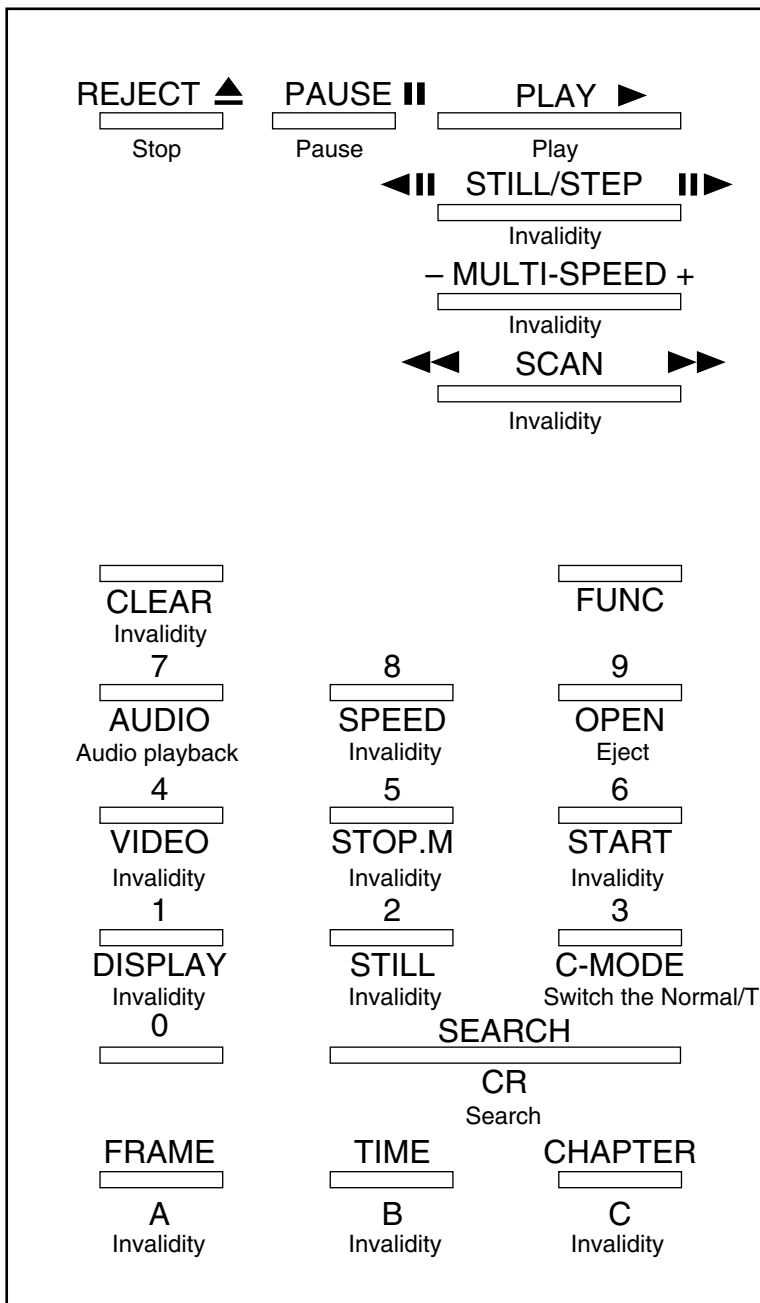 REJECT ⏏ PAUSE ⏸ PLAY ▶
Stop Pause Play
◀⏸ STILL/STEP ⏸▶
Invalidity
– MULTI-SPEED +
Invalidity
◀◀ SCAN ▶▶
Invalidity
CLEAR FUNC
Invalidity
7 8 9
AUDIO SPEED OPEN
Audio playback Invalidity Eject
4 5 6
VIDEO STOP.M START
Invalidity Invalidity Invalidity
1 2 3
DISPLAY STILL C-MODE
Invalidity Invalidity Switch the Normal/T
0 SEARCH
CR
Search
FRAME TIME CHAPTER
A B C
Invalidity Invalidity Invalidity